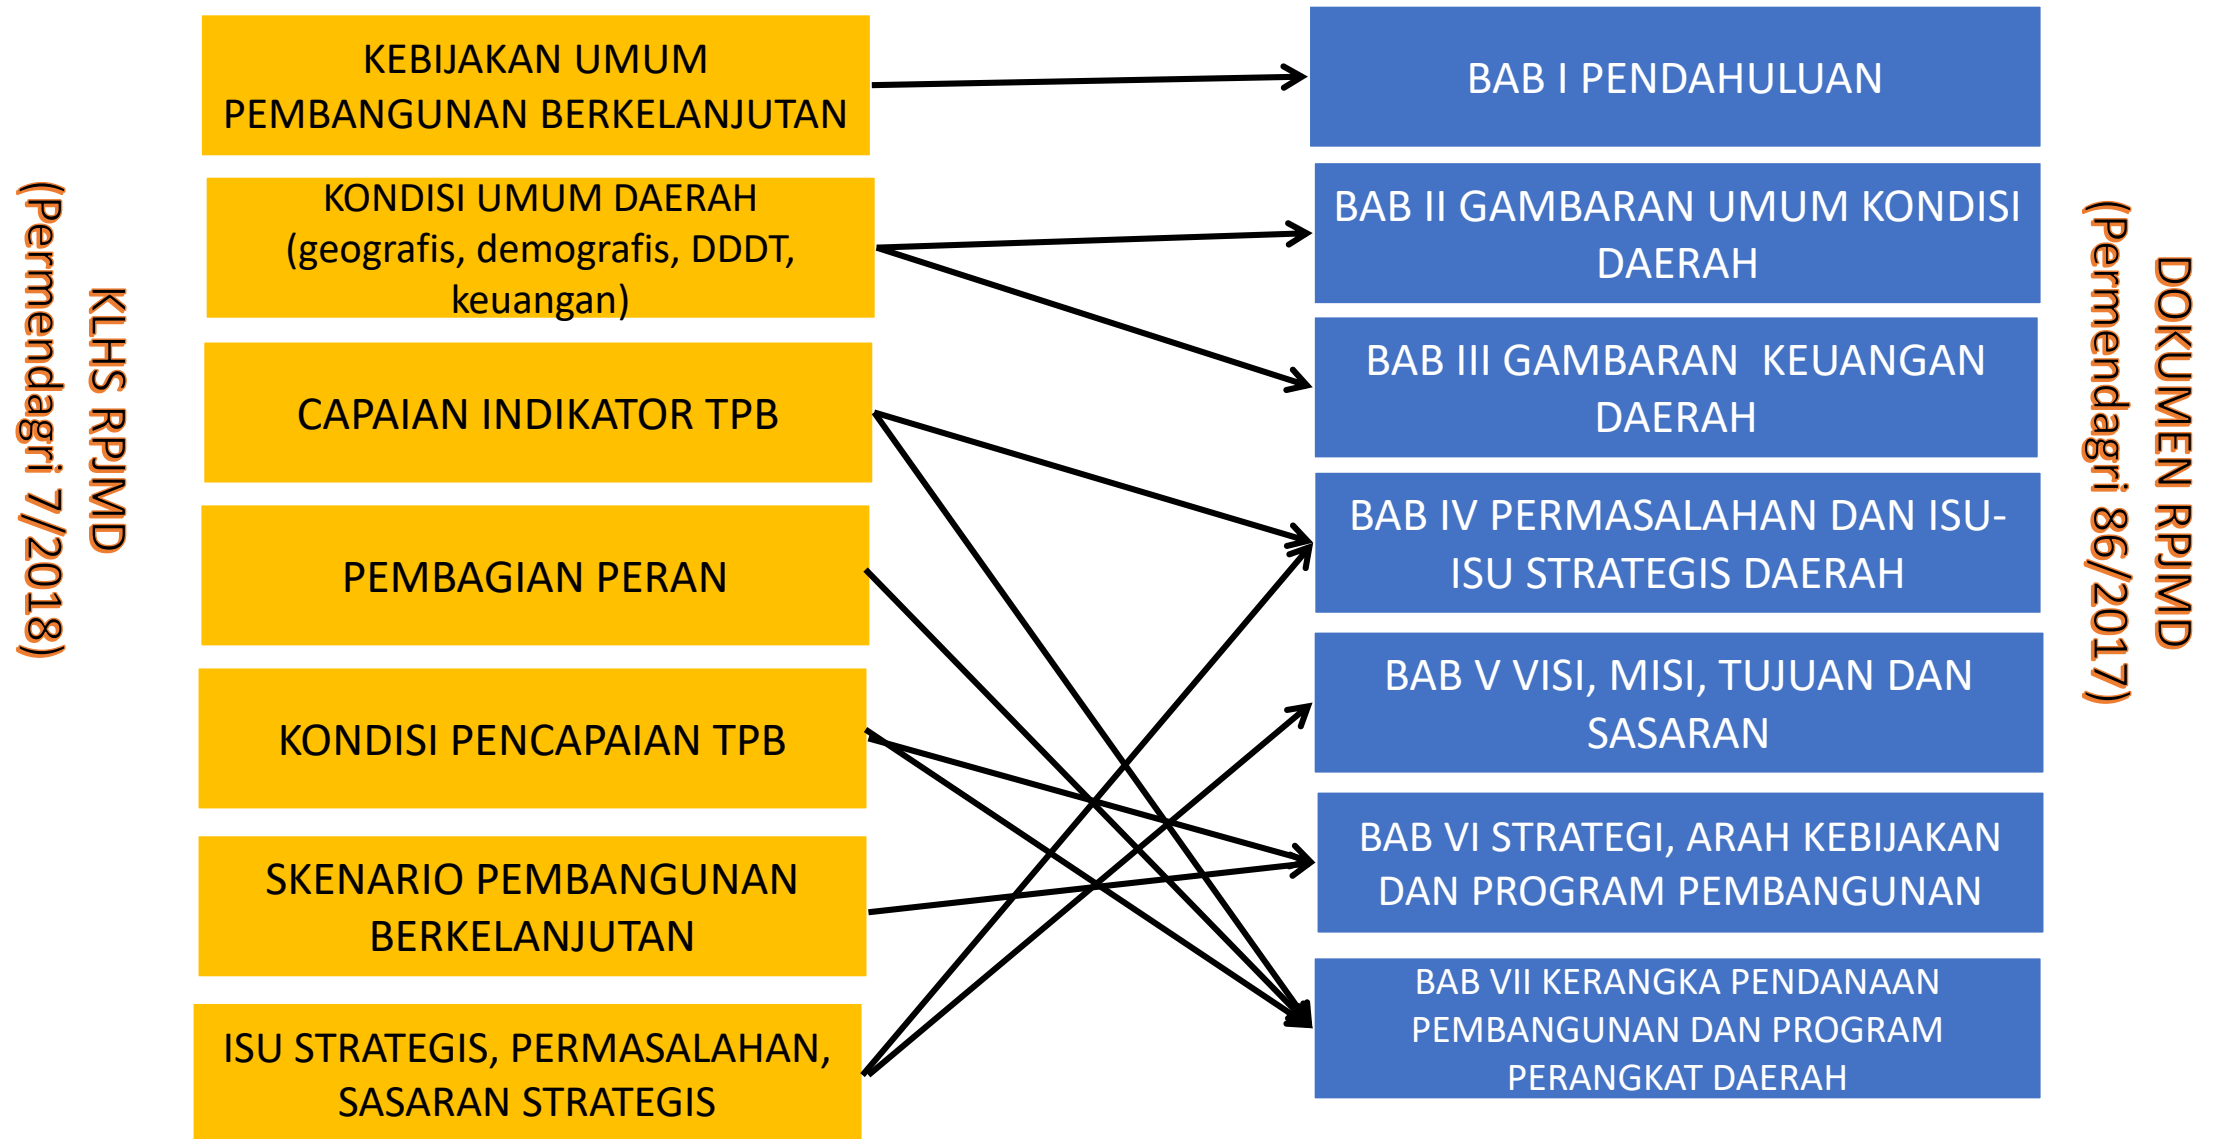 KLHS RPJMD
(Permendagri 7/2018)
KEBIJAKAN UMUM
PEMBANGUNAN BERKELANJUTAN
KONDISI UMUM DAERAH
(geografis, demografis, DDDT,
keuangan)
CAPAIAN INDIKATOR TPB
PEMBAGIAN PERAN
KONDISI PENCAPAIAN TPB
SKENARIO PEMBANGUNAN
BERKELANJUTAN
ISU STRATEGIS, PERMASALAHAN,
SASARAN STRATEGIS
BAB I PENDAHULUAN
BAB II GAMBARAN UMUM KONDISI
DAERAH
BAB III GAMBARAN  KEUANGAN
DAERAH
BAB IV PERMASALAHAN DAN ISU-
ISU STRATEGIS DAERAH
BAB V VISI, MISI, TUJUAN DAN
SASARAN
BAB VI STRATEGI, ARAH KEBIJAKAN
DAN PROGRAM PEMBANGUNAN
BAB VII KERANGKA PENDANAAN
PEMBANGUNAN DAN PROGRAM
PERANGKAT DAERAH
DOKUMEN RPJMD
(Permendagri 86/2017)